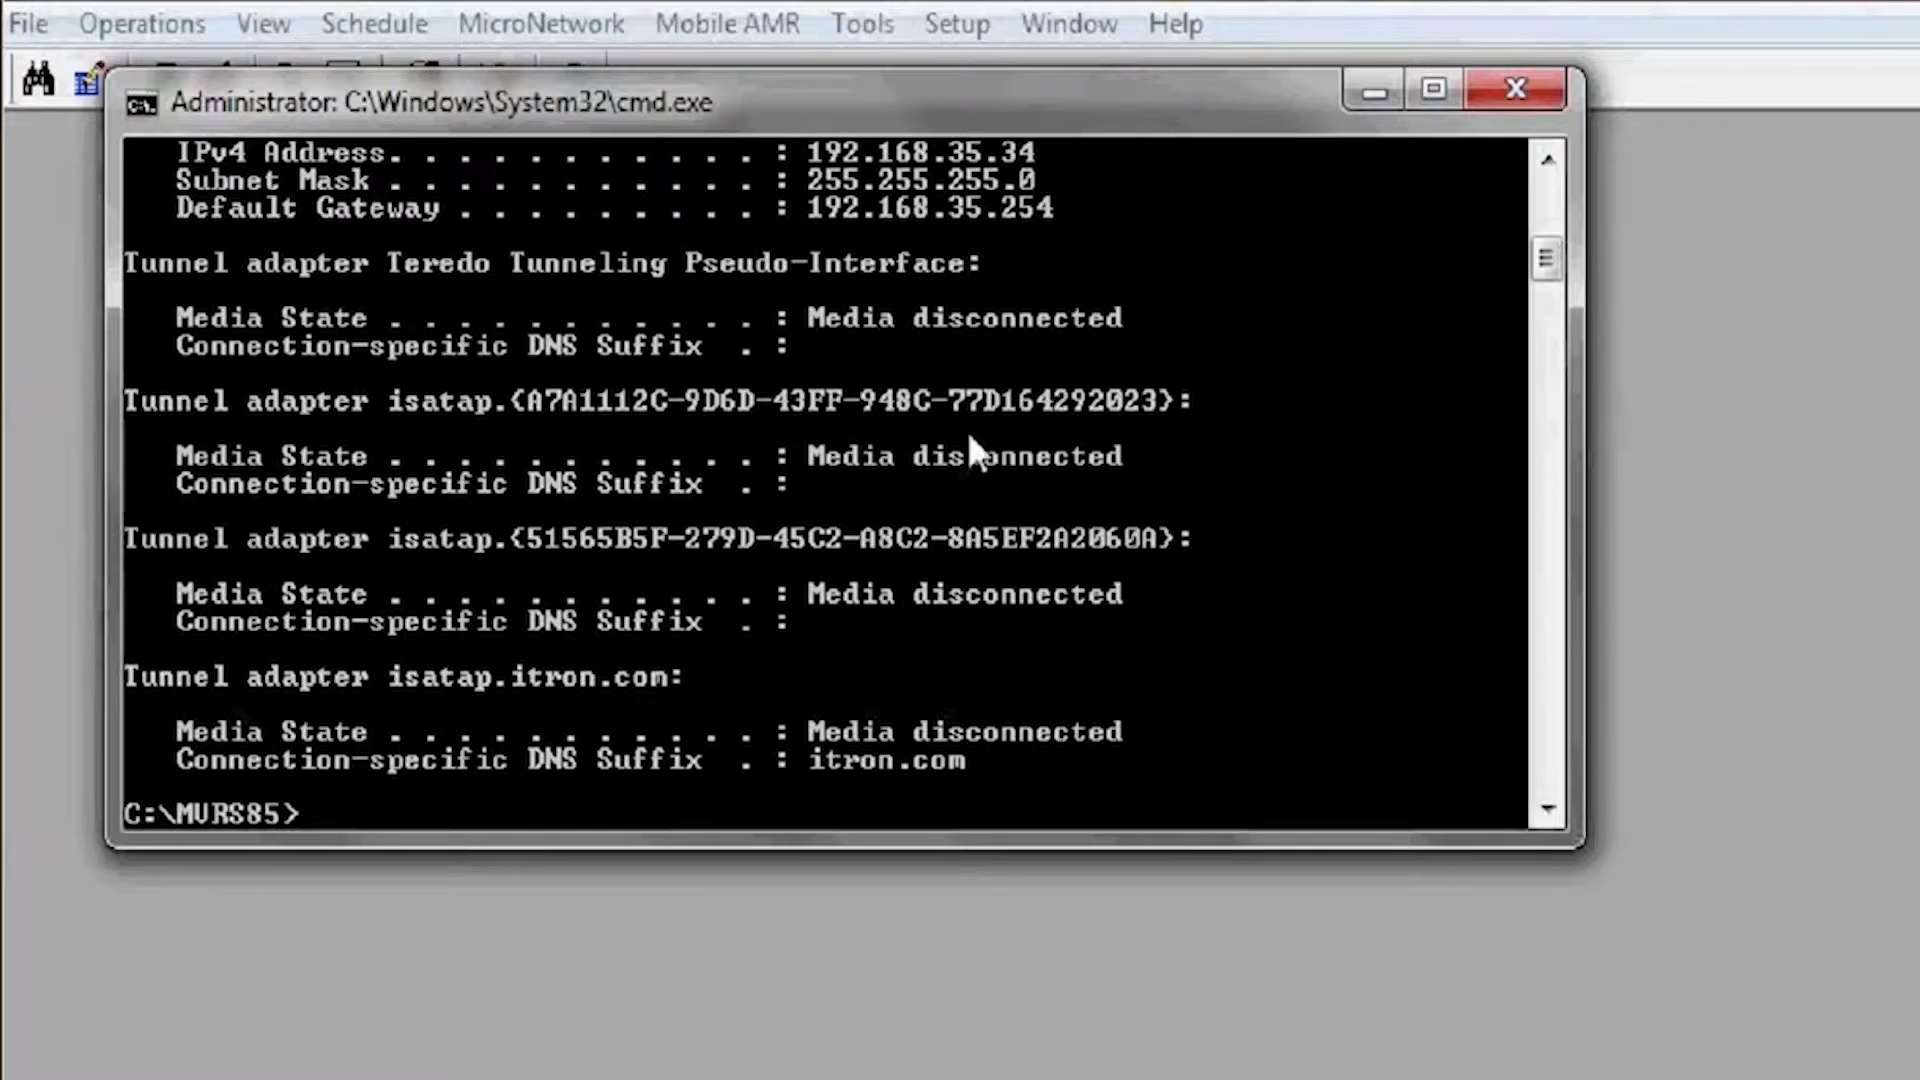 File Operations View Schedule MicroNetwork Mobile AMR Tools Setup Window Help
Administrator: C:\Windows\System32\cmd.exe
IPv4 Address. . . . . . . . . . . : 192.168.35.34
Subnet Mask . . . . . . . . . . . : 255.255.255.0
Default Gateway . . . . . . . . . : 192.168.35.254
Tunnel adapter Teredo Tunneling Pseudo-Interface:
Media State . . . . . . . . . . . : Media disconnected
Connection-specific DNS Suffix  . :
Tunnel adapter isatap.{A7A1112C-9D6D-43FF-948C-77D164292023}:
Media State . . . . . . . . . . . : Media disconnected
Connection-specific DNS Suffix  . :
Tunnel adapter isatap.{51565B5F-279D-45C2-A8C2-8A5EF2A2060A}:
Media State . . . . . . . . . . . : Media disconnected
Connection-specific DNS Suffix  . :
Tunnel adapter isatap.itron.com:
Media State . . . . . . . . . . . : Media disconnected
Connection-specific DNS Suffix  . : itron.com
C:\MVRS85>